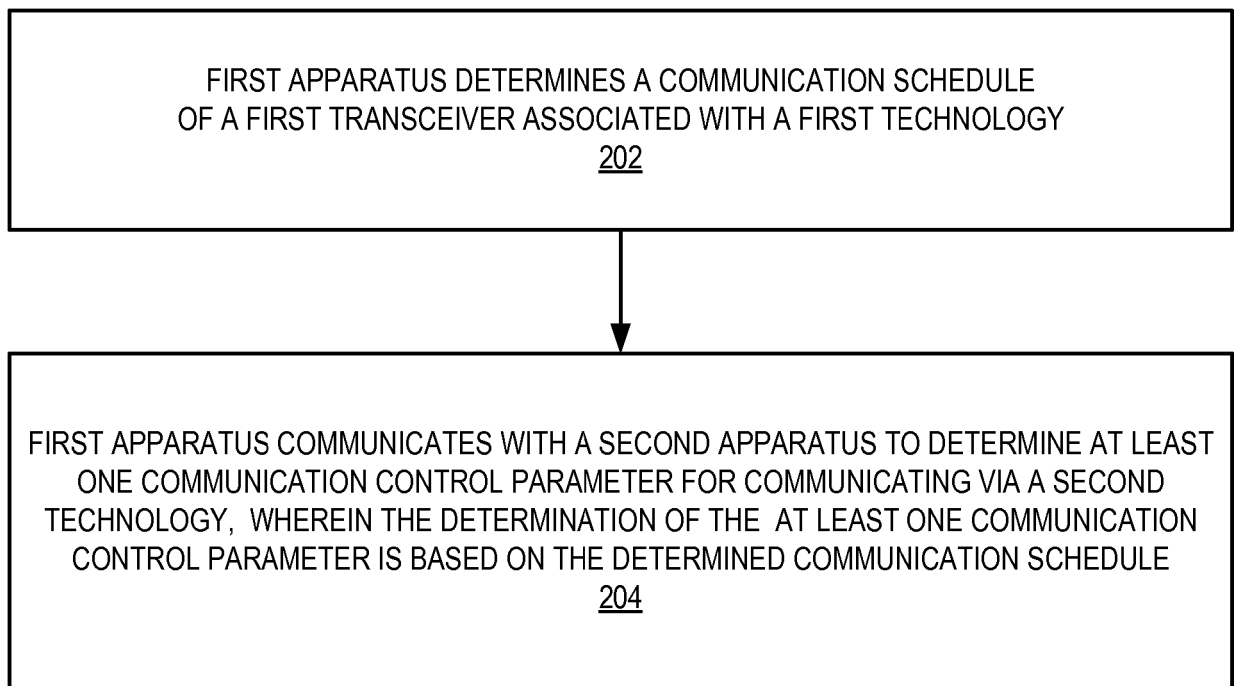 FIRST APPARATUS DETERMINES A COMMUNICATION SCHEDULE
OF A FIRST TRANSCEIVER ASSOCIATED WITH A FIRST TECHNOLOGY
202
FIRST APPARATUS COMMUNICATES WITH A SECOND APPARATUS TO DETERMINE AT LEAST
ONE COMMUNICATION CONTROL PARAMETER FOR COMMUNICATING VIA A SECOND
TECHNOLOGY, WHEREIN THE DETERMINATION OF THE AT LEAST ONE COMMUNICATION
CONTROL PARAMETER IS BASED ON THE DETERMINED COMMUNICATION SCHEDULE
204